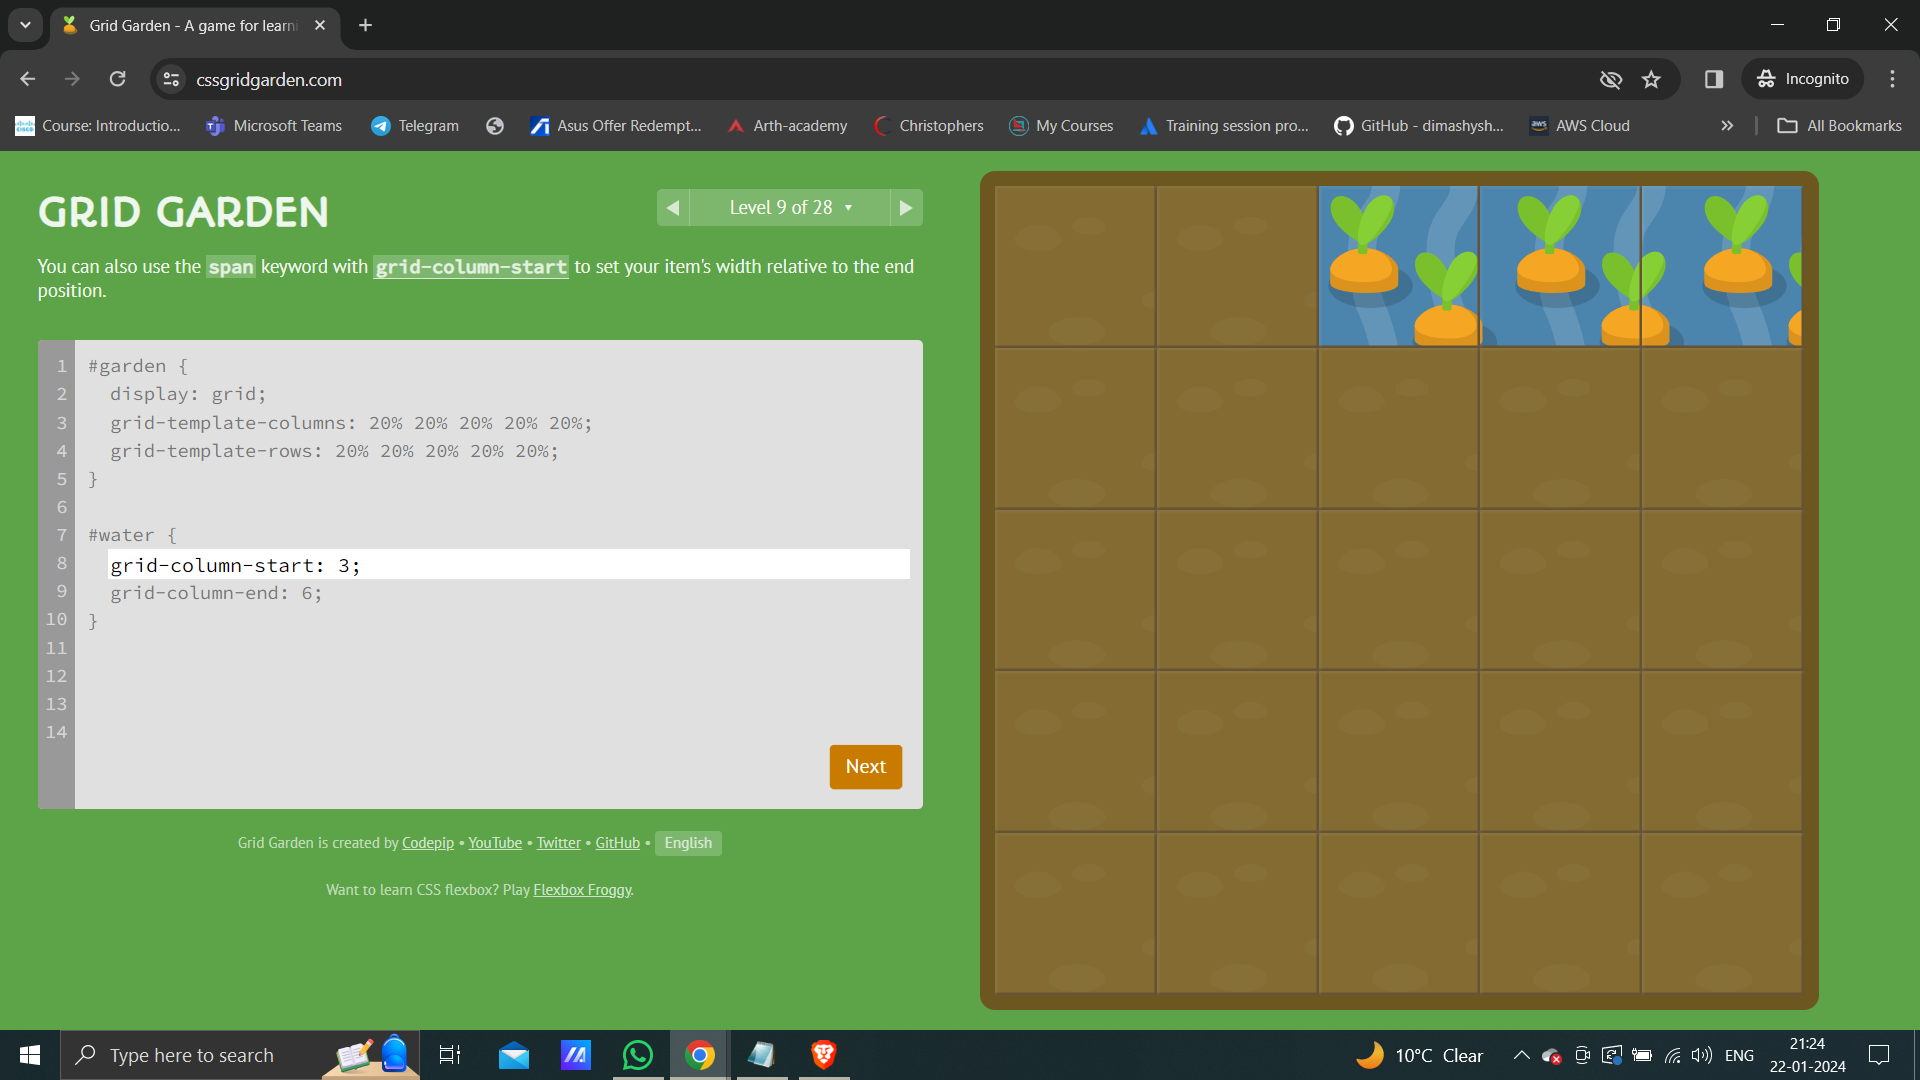 Grid Garden - A game for learni
cssgridgarden.com
Incognito
Course: Introductio...
Microsoft Teams
Telegram
Asus Offer Redempt...
Arth-academy
Christophers
My Courses
Training session pro...
GitHub - dimashysh...
AWS Cloud
All Bookmarks
GRID GARDEN
Level 9 of 28
You can also use the span keyword with grid-column-start to set your item's width relative to the end
position.
1 #garden {
2 display: grid;
3 grid-template-columns: 20% 20% 20% 20% 20%;
4 grid-template-rows: 20% 20% 20% 20% 20%;
5 }
6
7 #water {
8 grid-column-start: 3;
9 grid-column-end: 6;
10 }
11
12
13
14
Next
Grid Garden is created by Codepip • YouTube • Twitter • GitHub • English
Want to learn CSS flexbox? Play Flexbox Froggy.
Type here to search
10°C Clear
ENG
21:24
22-01-2024